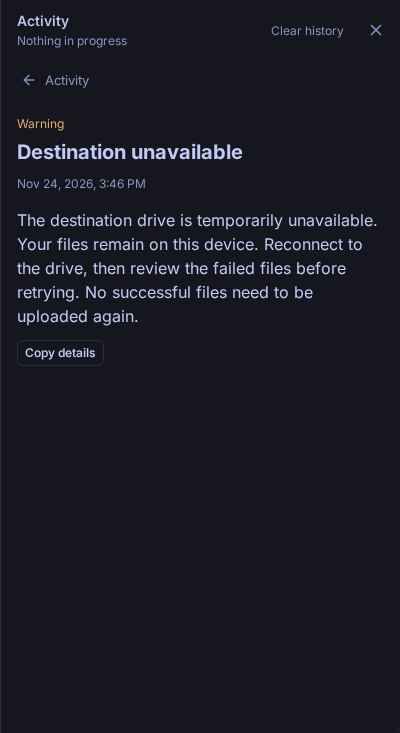 Activity
Nothing in progress
Clear history
Activity
Warning
Destination unavailable
Nov 24, 2026, 3:46 PM
The destination drive is temporarily unavailable.
Your files remain on this device. Reconnect to
the drive, then review the failed files before
retrying. No successful files need to be
uploaded again.
Copy details